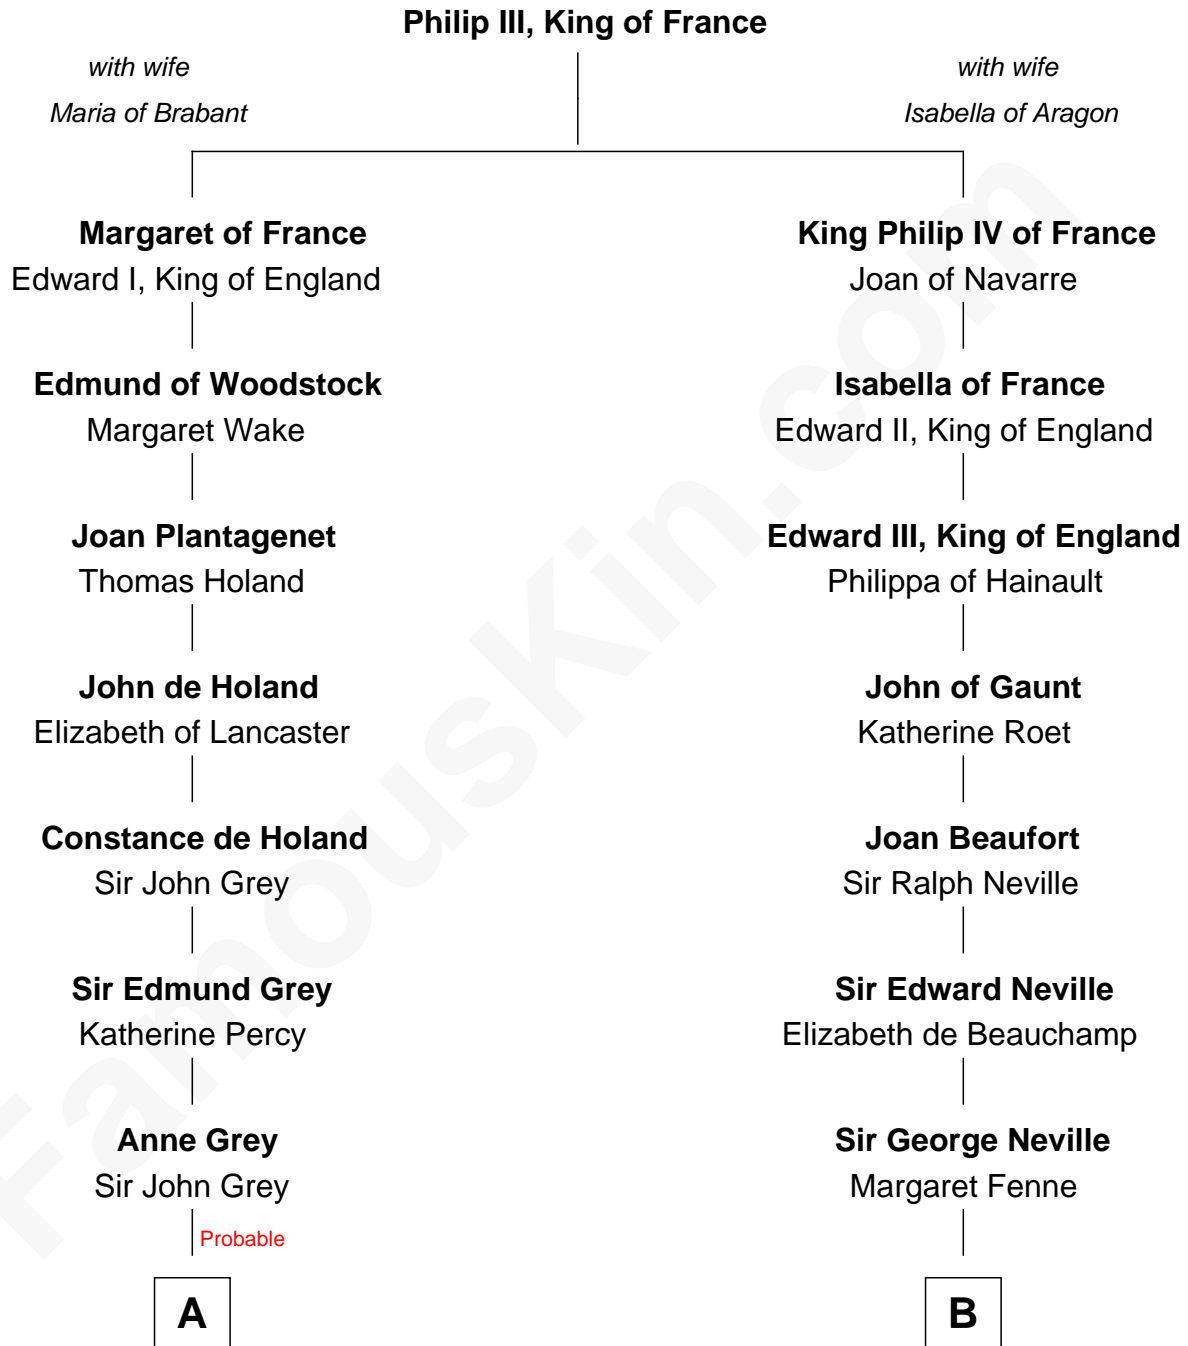 Philip III, King of France
with wife
Maria of Brabant
with wife
Isabella of Aragon
Margaret of France
Edward I, King of England
King Philip IV of France
Joan of Navarre
Edmund of Woodstock
Margaret Wake
Isabella of France
Edward II, King of England
Joan Plantagenet
Thomas Holand
Edward III, King of England
Philippa of Hainault
John de Holand
Elizabeth of Lancaster
John of Gaunt
Katherine Roet
Constance de Holand
Sir John Grey
Joan Beaufort
Sir Ralph Neville
Sir Edmund Grey
Katherine Percy
Sir Edward Neville
Elizabeth de Beauchamp
Anne Grey
Sir John Grey
Sir George Neville
Margaret Fenne
Probable
A
B
FamousKin.com